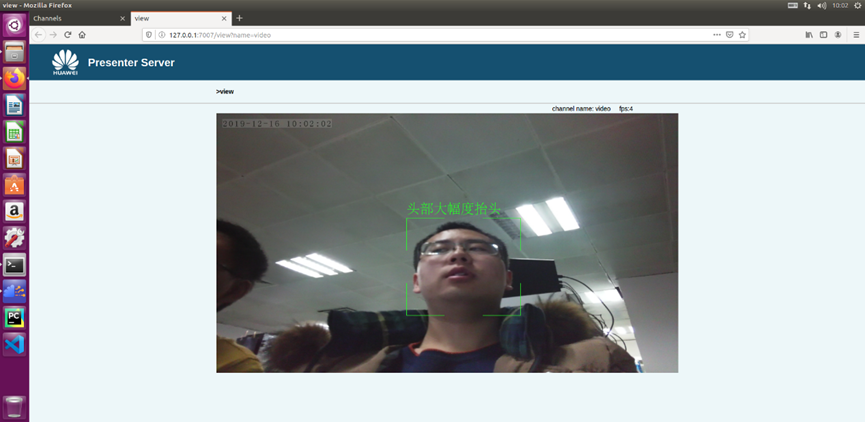 view - Mozilla Firefox
10:02
Channels
view
127.0.0.1:7007/view?name=video
HUAWEI
Presenter Server
>view
channel name: video fps:4
2019-12-16 10:02:02
头部大幅度抬头
PC